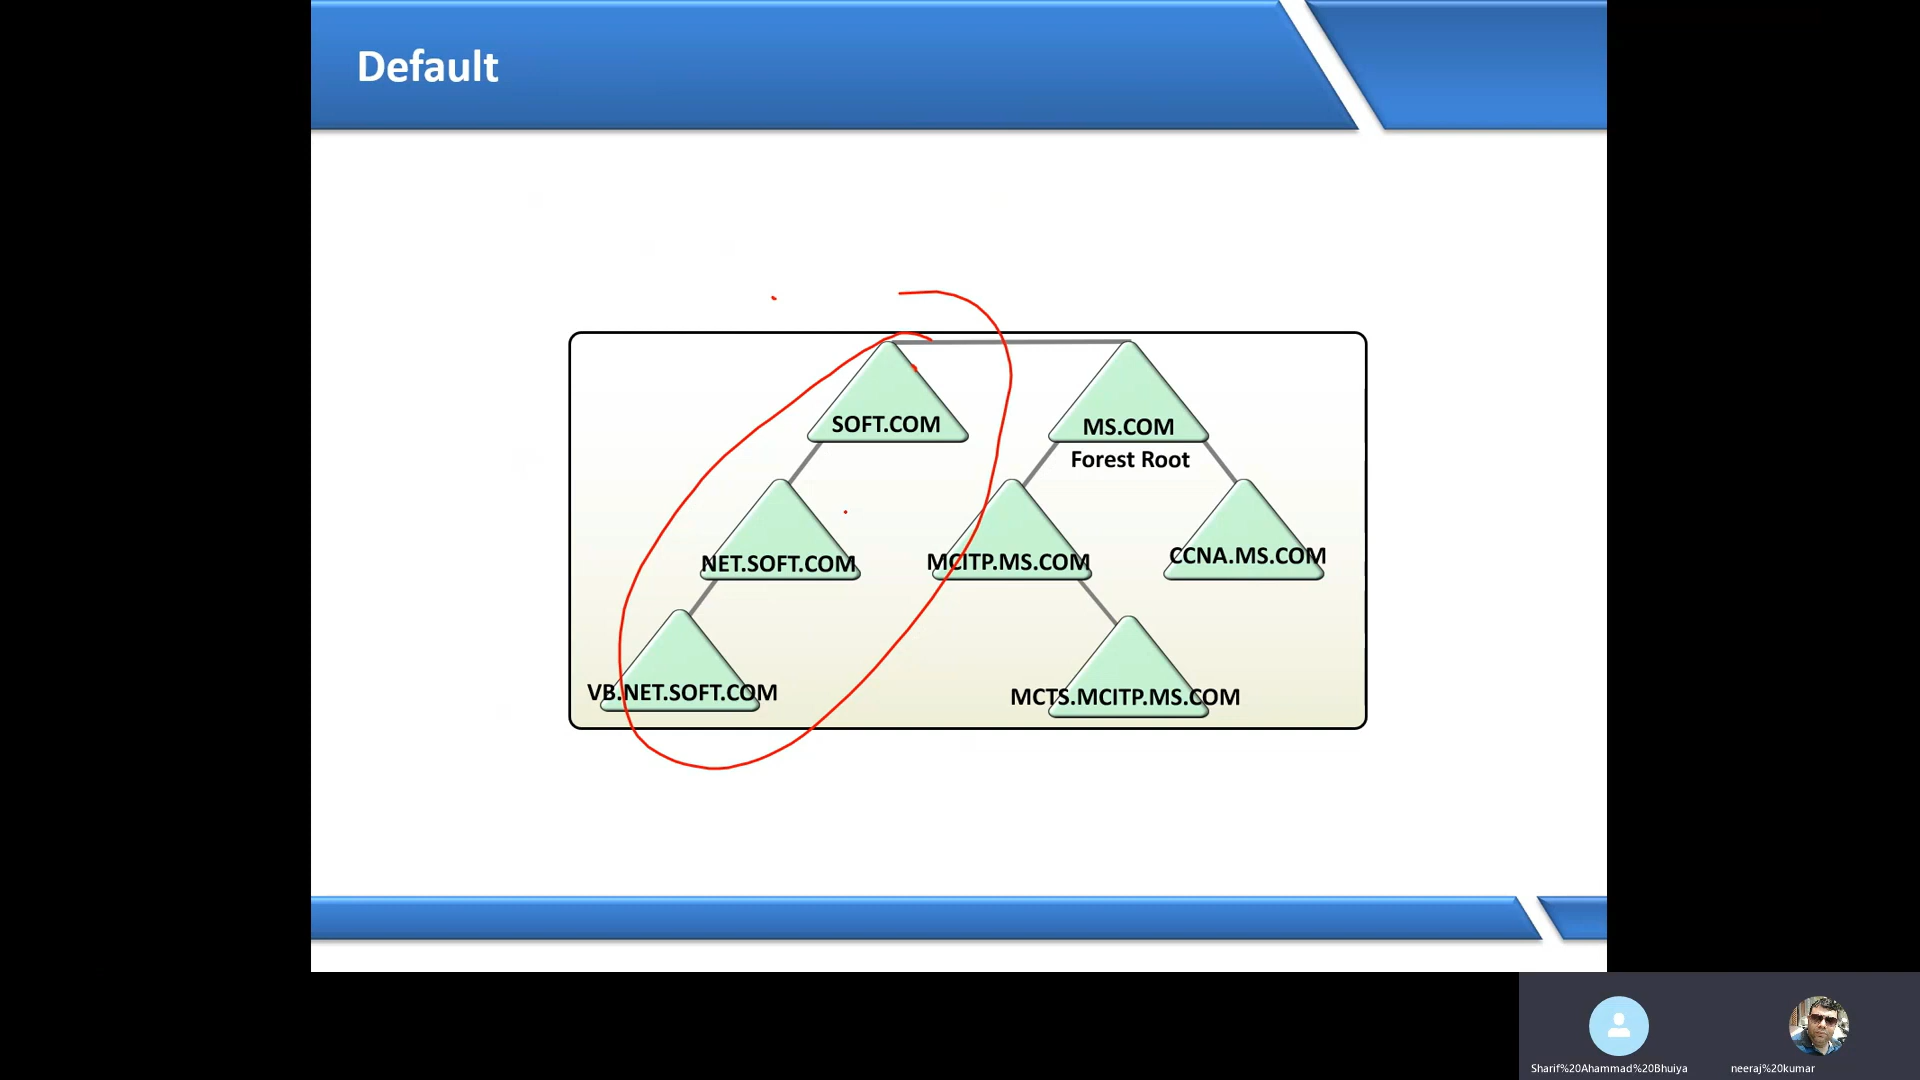 Default
SOFT.COM
MS.COM
Forest Root
NET.SOFT.COM
MCITP.MS.COM
CCNA.MS.COM
VB.NET.SOFT.COM
MCTS.MCITP.MS.COM
Sharif%20Ahammad%20Bhuiya
neeraj%20kumar